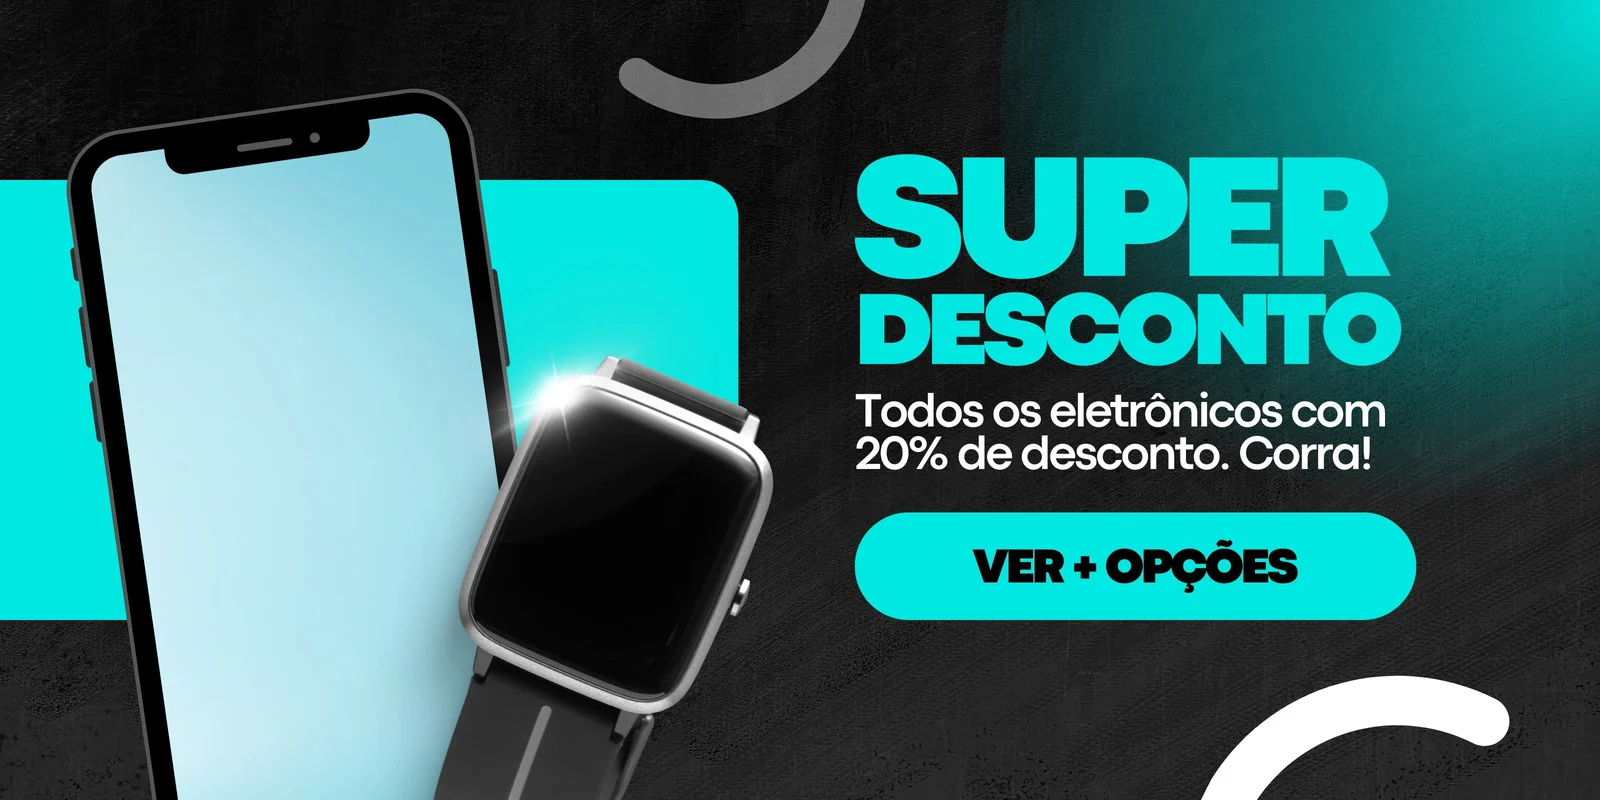 SUPER
DESCONTO
Todos os eletrônicos com
20% de desconto. Corra!
VER + OPÇÕES